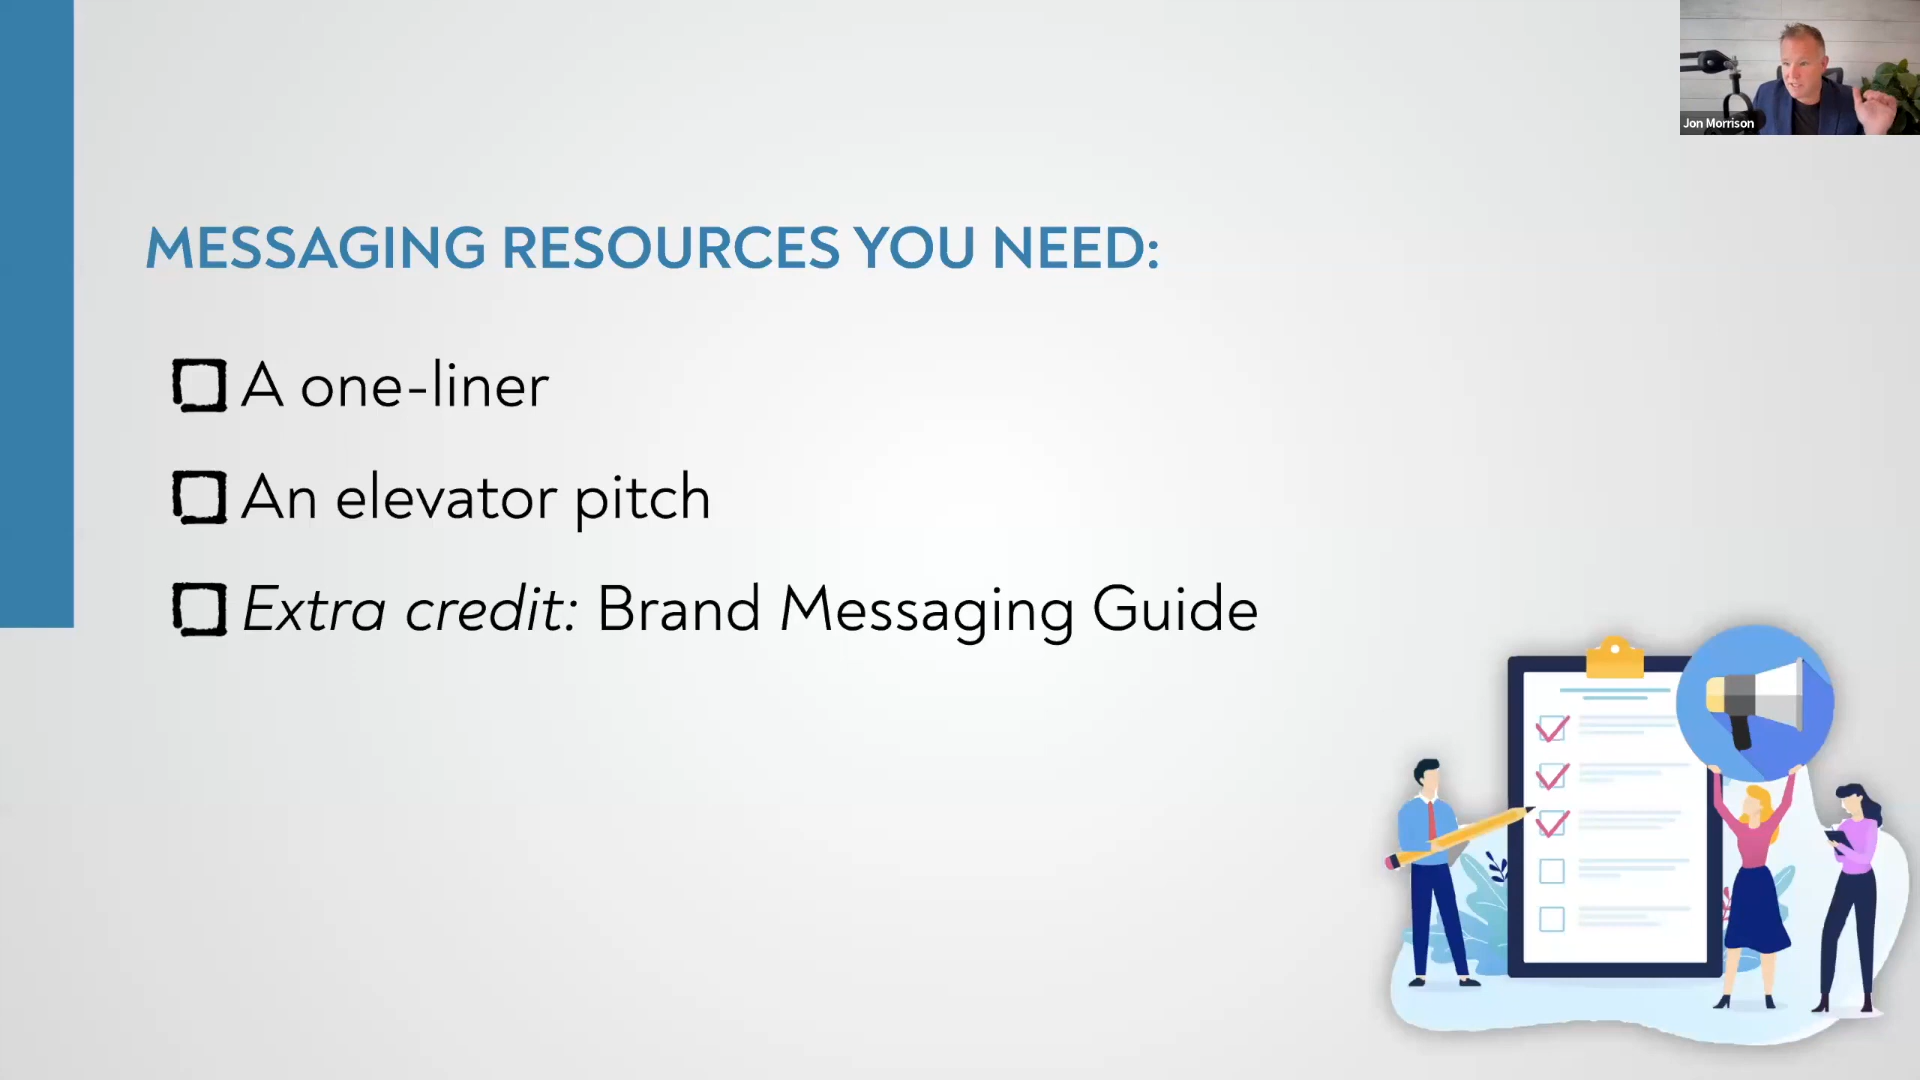 Jon Morrison
MESSAGING RESOURCES YOU NEED:
A one-liner
An elevator pitch
Extra credit: Brand Messaging Guide